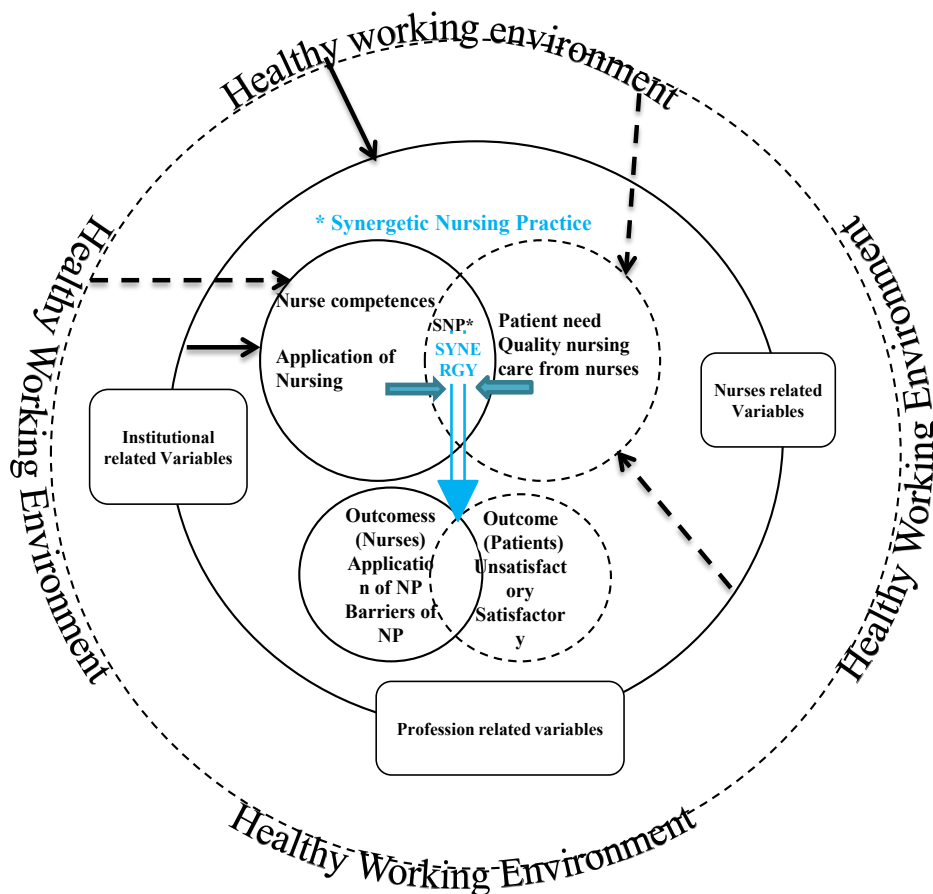 Healthy working environment
Healthy Working Environment
Healthy Working Environment
* Synergetic Nursing Practice
Nurse competences
Application of
Nursing
SNP*
SYNE
RGY
Patient need
Quality nursing
care from nurses
Institutional
related Variables
Nurses related
Variables
Outcomess
(Nurses)
Applicatio
n of NP
Barriers of
NP
Outcome
(Patients)
Unsatisfact
ory
Satisfactor
y
Profession related variables
Healthy Working Environment